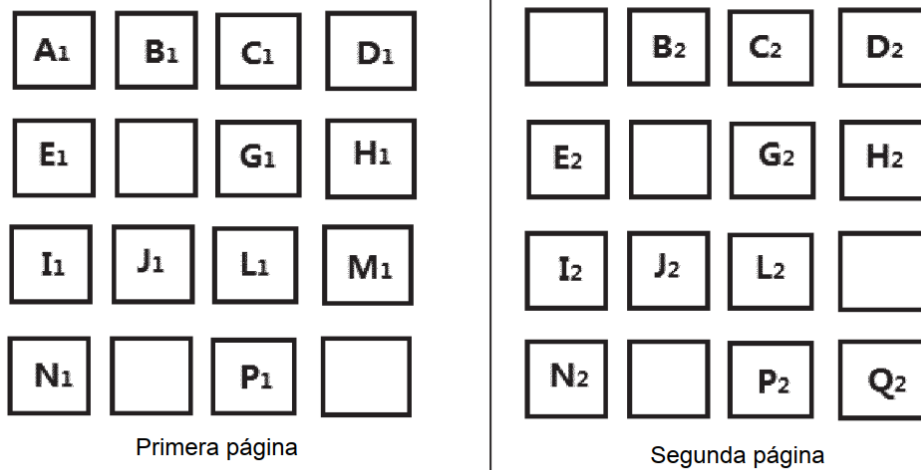 A1 B1 C1 D1
E1 G1 H1
I1 J1 L1 M1
N1 P1
Primera página
B2 C2 D2
E2 G2 H2
I2 J2 L2
N2 P2 Q2
Segunda página